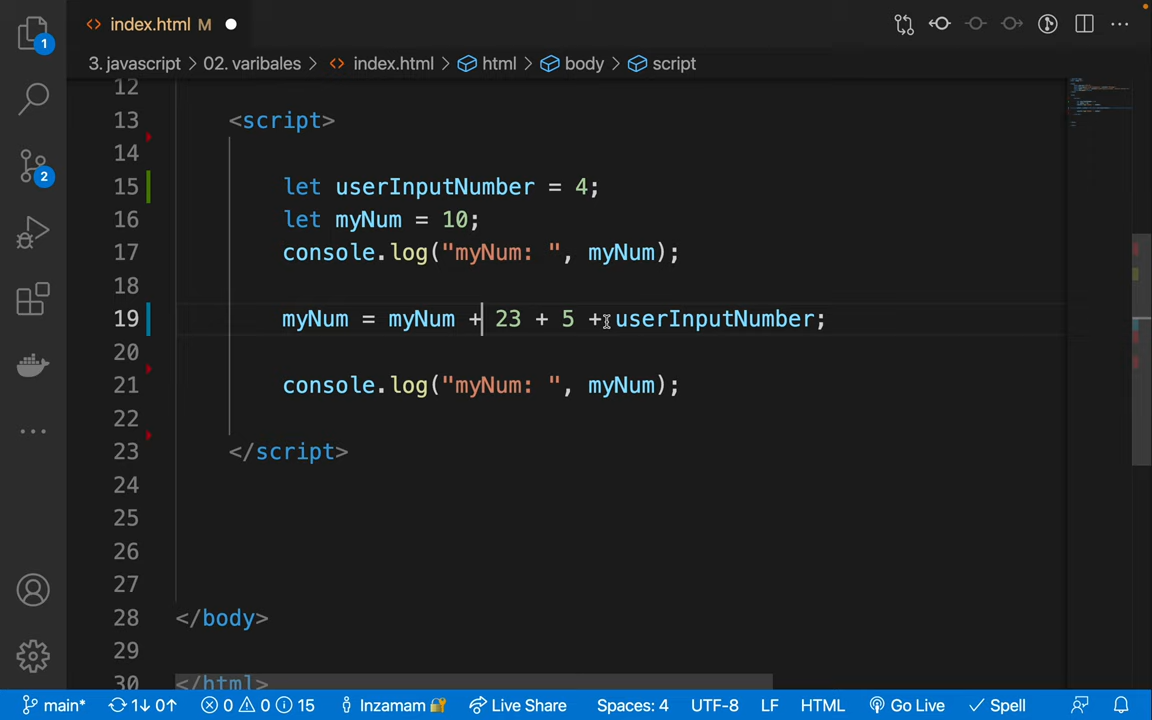 index.html M
3. javascript > 02. varibales > index.html > html > body > script
1
2
12
13 <script>
14
15 let userInputNumber = 4;
16 let myNum = 10;
17 console.log("myNum: ", myNum);
18
19 myNum = myNum + 23 + 5 + userInputNumber;
20
21 console.log("myNum: ", myNum);
22
23 </script>
24
25
26
27
28 </body>
29
30 </html>
main* 1↓ 0↑ 0 0 15 Inzamam Live Share Spaces: 4 UTF-8 LF HTML Go Live Spell